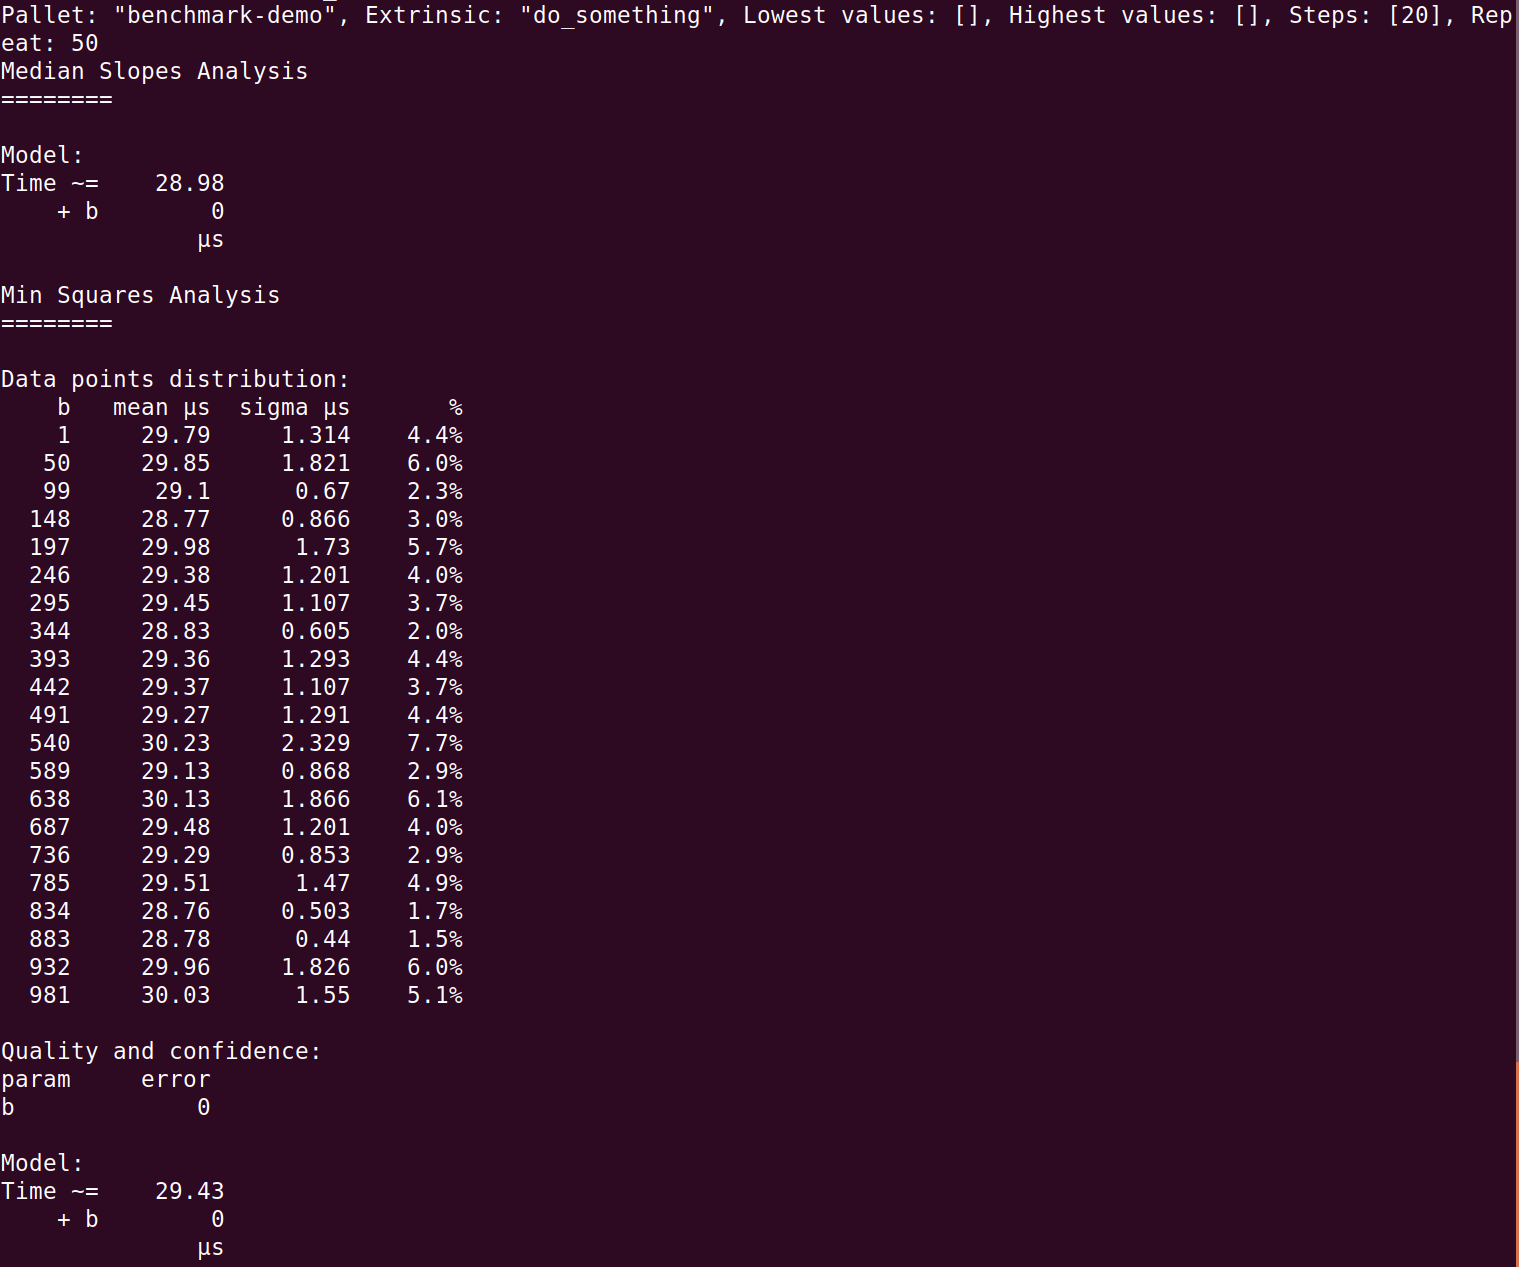 Pallet: "benchmark-demo", Extrinsic: "do_something", Lowest values: [], Highest values: [], Steps: [20], Rep
eat: 50
Median Slopes Analysis
========

Model:
Time ~=    28.98
    + b        0
              µs

Min Squares Analysis
========

Data points distribution:
    b   mean µs  sigma µs       %
    1     29.79     1.314    4.4%
   50     29.85     1.821    6.0%
   99      29.1      0.67    2.3%
  148     28.77     0.866    3.0%
  197     29.98      1.73    5.7%
  246     29.38     1.201    4.0%
  295     29.45     1.107    3.7%
  344     28.83     0.605    2.0%
  393     29.36     1.293    4.4%
  442     29.37     1.107    3.7%
  491     29.27     1.291    4.4%
  540     30.23     2.329    7.7%
  589     29.13     0.868    2.9%
  638     30.13     1.866    6.1%
  687     29.48     1.201    4.0%
  736     29.29     0.853    2.9%
  785     29.51      1.47    4.9%
  834     28.76     0.503    1.7%
  883     28.78      0.44    1.5%
  932     29.96     1.826    6.0%
  981     30.03      1.55    5.1%

Quality and confidence:
param     error
b             0

Model:
Time ~=    29.43
    + b        0
              µs